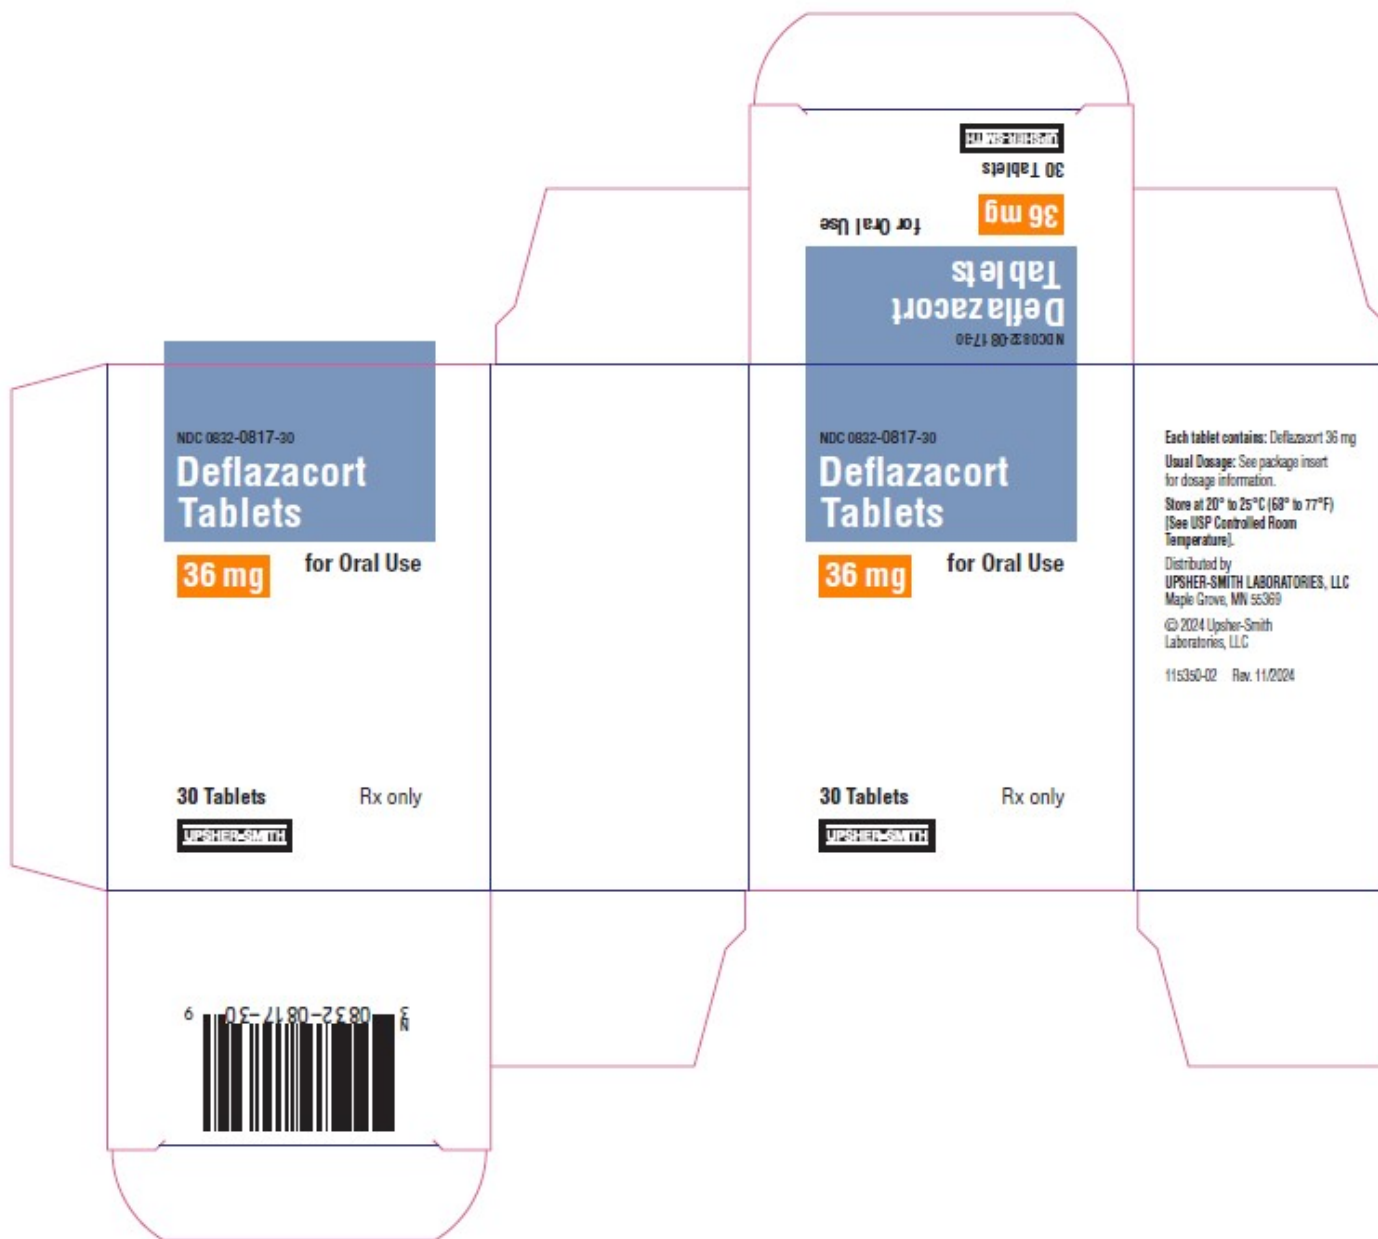 UPSHER-SMITH
30 Tablets
36 mg
for Oral Use
Tablets
Deflazacort
NDC 0832-0817-30
NDC 0832-0817-30
Deflazacort
Tablets
36 mg for Oral Use
30 Tablets Rx only
UPSHER-SMITH
NDC 0832-0817-30
Deflazacort
Tablets
36 mg for Oral Use
30 Tablets Rx only
UPSHER-SMITH
Each tablet contains: Deflazacort 36 mg
Usual Dosage: See package insert
for dosage information.
Store at 20° to 25°C (68° to 77°F)
[See USP Controlled Room
Temperature].
Distributed by
UPSHER-SMITH LABORATORIES, LLC
Maple Grove, MN 55369
© 2024 Upsher-Smith
Laboratories, LLC
115350-02 Rev. 11/2024
N
3 0832-0817-30 9